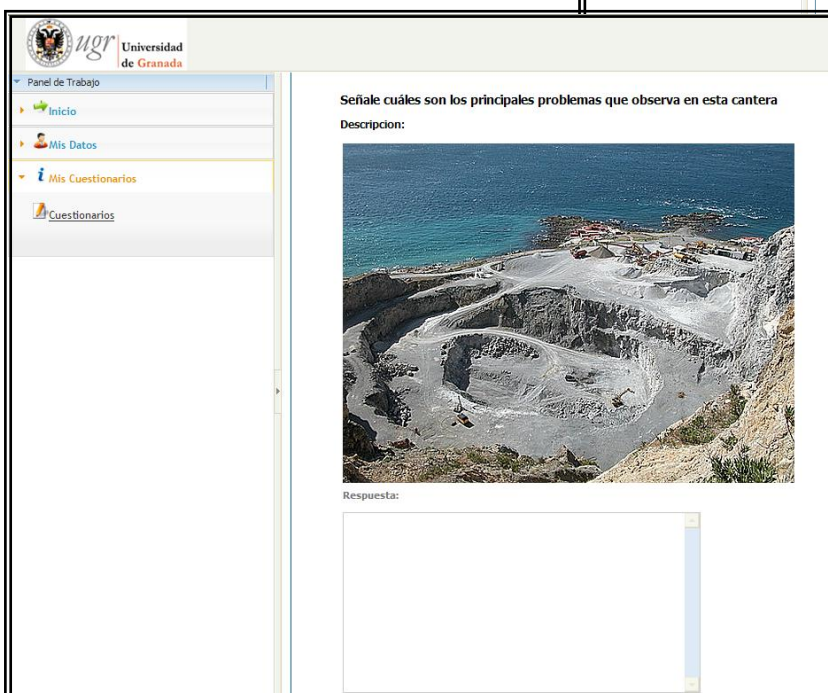 ugr Universidad
de Granada
Panel de Trabajo
Inicio
Mis Datos
i Mis Cuestionarios
Cuestionarios
Señale cuáles son los principales problemas que observa en esta cantera
Descripcion:
Respuesta: